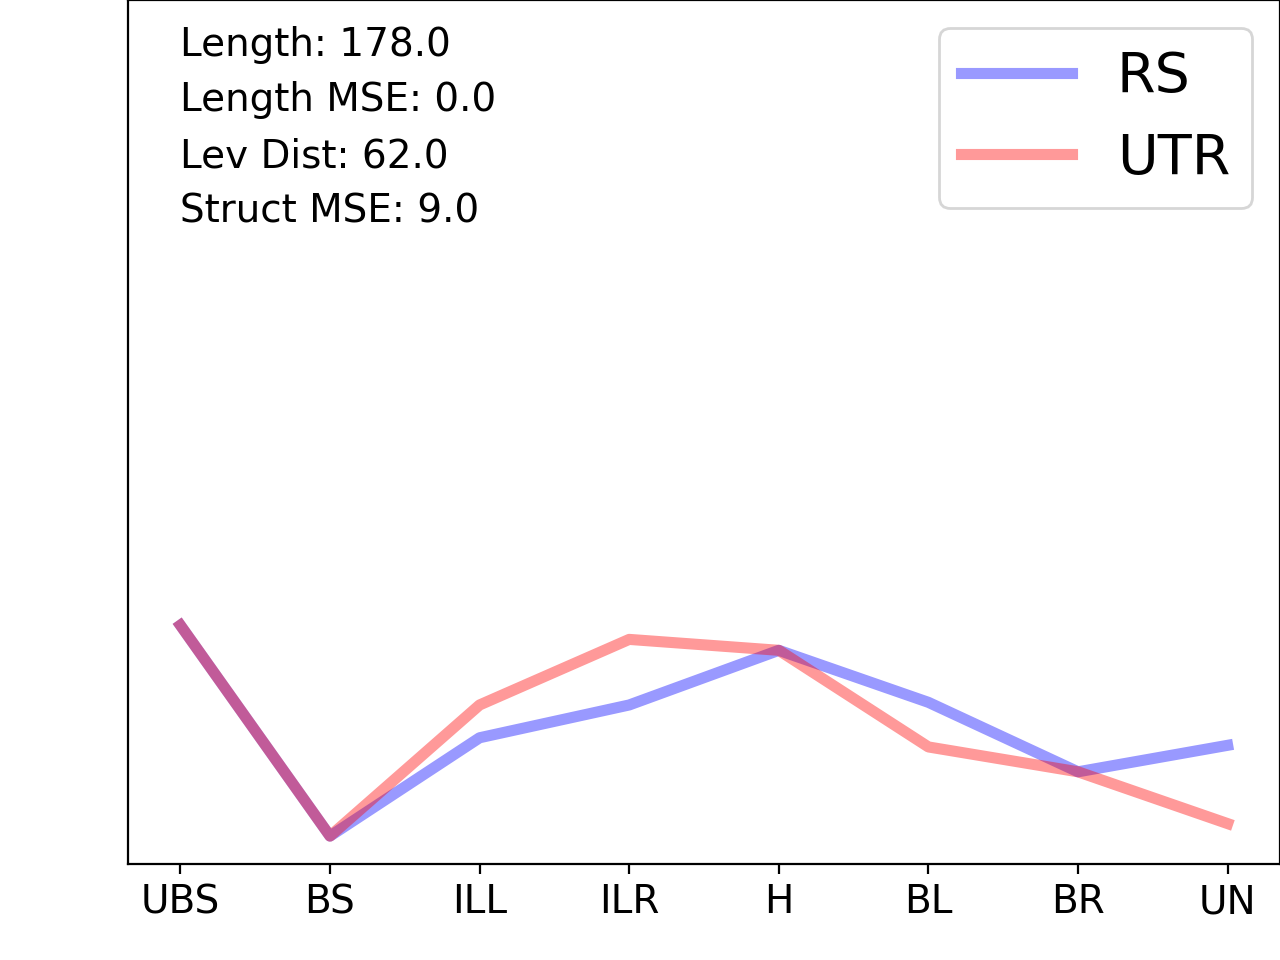 Length: 178.0
Length MSE: 0.0
Lev Dist: 62.0
Struct MSE: 9.0
RS
UTR
UBS BS ILL ILR H BL BR UN